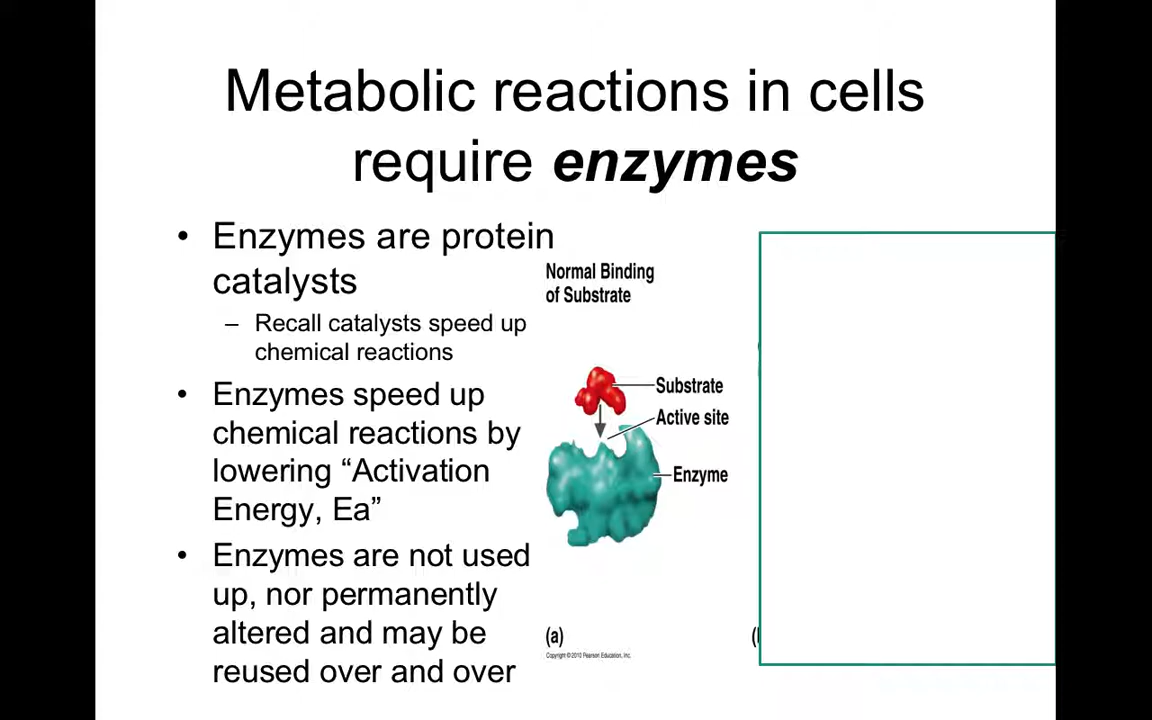 Metabolic reactions in cells
require enzymes
• Enzymes are protein
catalysts
– Recall catalysts speed up
chemical reactions
• Enzymes speed up
chemical reactions by
lowering “Activation
Energy, Ea”
• Enzymes are not used
up, nor permanently
altered and may be
reused over and over
Normal Binding
of Substrate
Substrate
Active site
Enzyme
(a)
Copyright © 2010 Pearson Education, Inc.